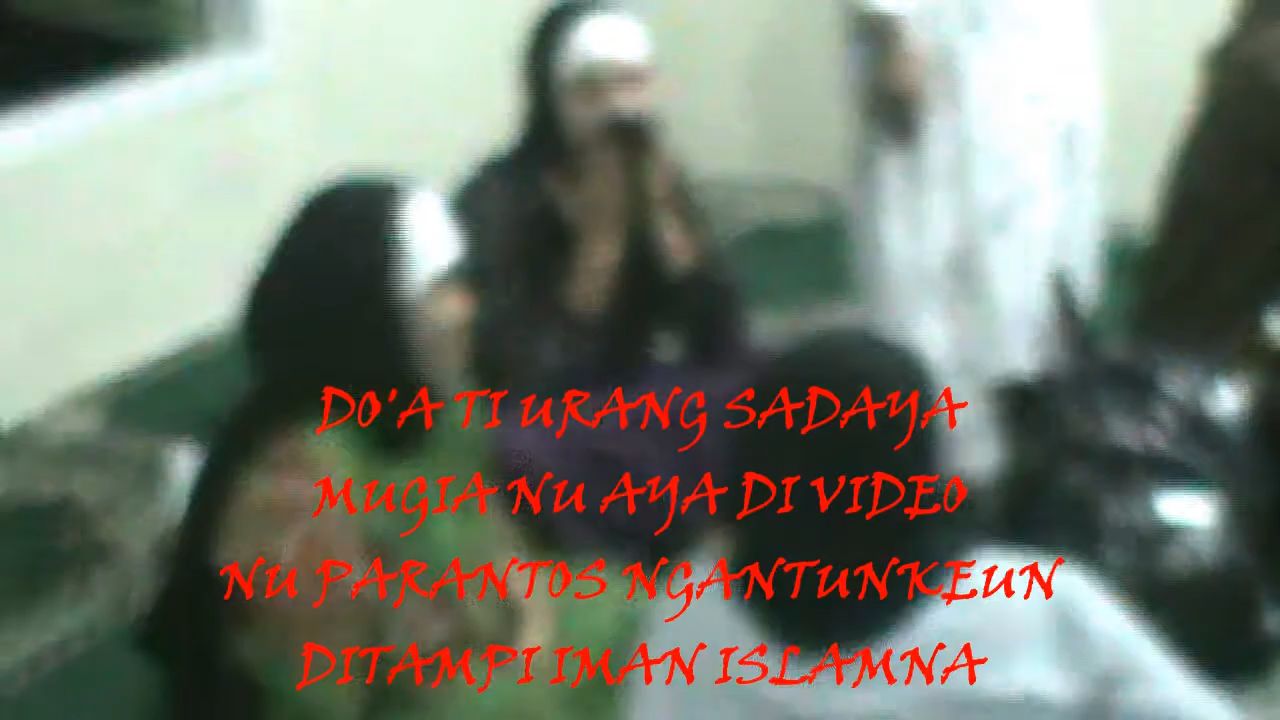 DO'A TI URANG SADAYA
MUGIA NU AYA DI VIDEO
NU PARANTOS NGANTUNKEUN
DITAMPI IMAN ISLAMNA